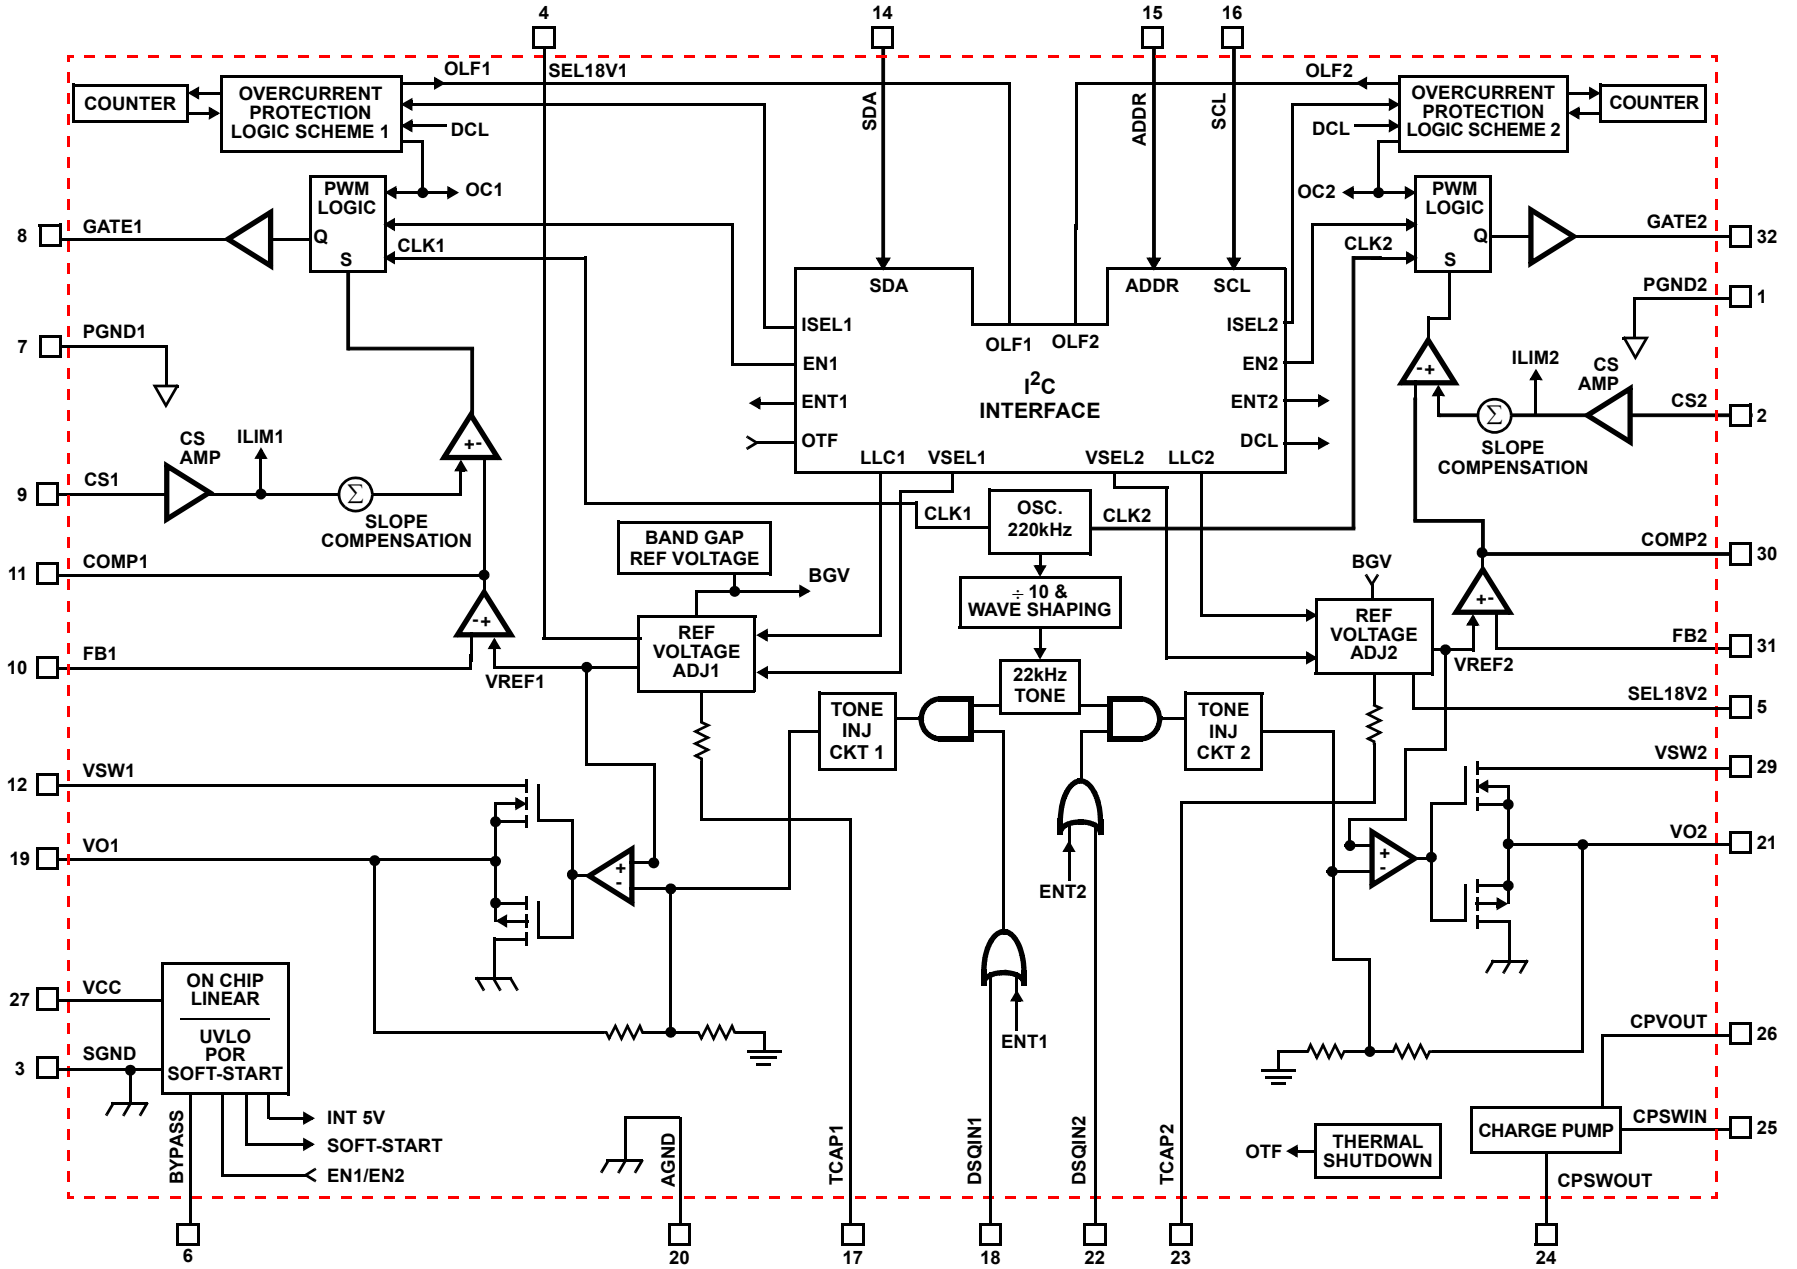 4
14
15
16
OLF1
SEL18V1
SDA
ADDR
SCL
OLF2
COUNTER
OVERCURRENT
PROTECTION
LOGIC SCHEME 1
DCL
DCL
OVERCURRENT
PROTECTION
LOGIC SCHEME 2
COUNTER
PWM
LOGIC
Q
S
OC1
CLK1
OC2
CLK2
PWM
LOGIC
Q
S
8
GATE1
GATE2
32
7
PGND1
PGND2
1
SDA
ADDR
SCL
ISEL1
EN1
ENT1
OTF
OLF1
OLF2
I2C
INTERFACE
ISEL2
EN2
ENT2
DCL
LLC1
VSEL1
VSEL2
LLC2
- +
ILIM2
CS
AMP
CS2
2
Σ
SLOPE
COMPENSATION
CS
AMP
ILIM1
+ -
9
CS1
Σ
SLOPE
COMPENSATION
CLK1
OSC.
220kHz
CLK2
BAND GAP
REF VOLTAGE
BGV
÷ 10 &
WAVE SHAPING
22kHz
TONE
11
COMP1
COMP2
30
- +
+ -
BGV
REF
VOLTAGE
ADJ1
REF
VOLTAGE
ADJ2
10
FB1
VREF1
VREF2
FB2
31
SEL18V2
5
TONE
INJ
CKT 1
TONE
INJ
CKT 2
12
VSW1
VSW2
29
19
VO1
VO2
21
+
-
+
-
ENT2
ENT1
27
VCC
3
SGND
ON CHIP
LINEAR
UVLO
POR
SOFT-START
INT 5V
SOFT-START
EN1/EN2
BYPASS
AGND
TCAP1
DSQIN1
DSQIN2
TCAP2
OTF
THERMAL
SHUTDOWN
CPVOUT
26
CHARGE PUMP
CPSWIN
25
CPSWOUT
6
20
17
18
22
23
24